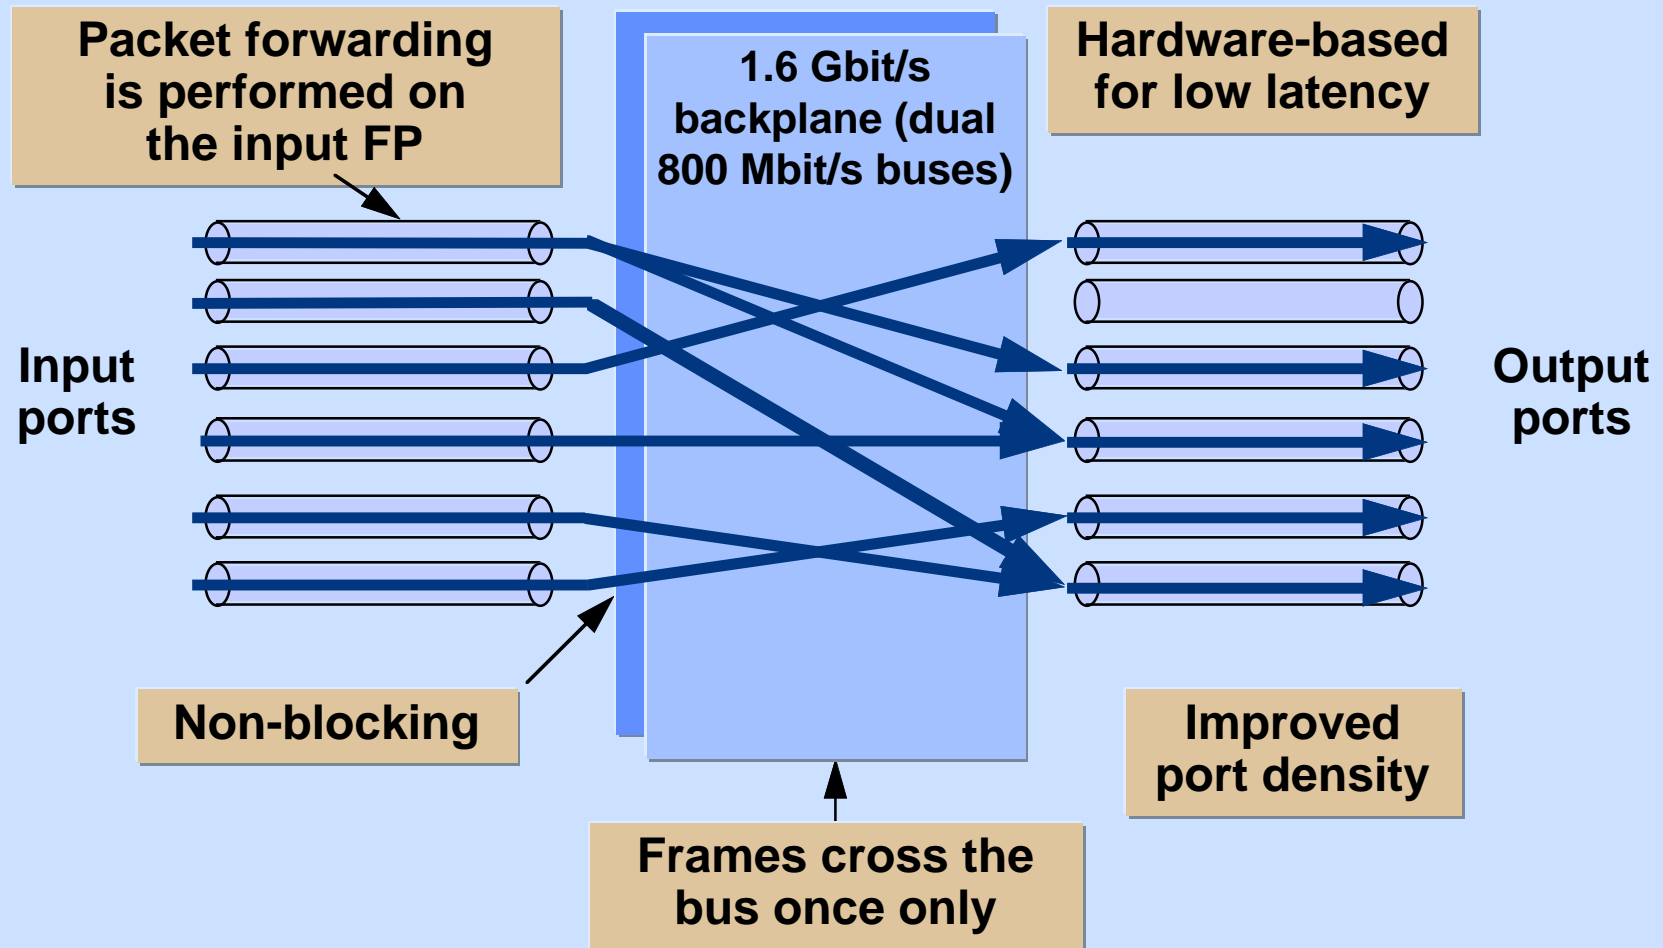 Packet forwarding
is performed on
the input FP
1.6 Gbit/s
backplane (dual
800 Mbit/s buses)
Hardware-based
for low latency
Input
ports
Output
ports
Non-blocking
Improved
port density
Frames cross the
bus once only